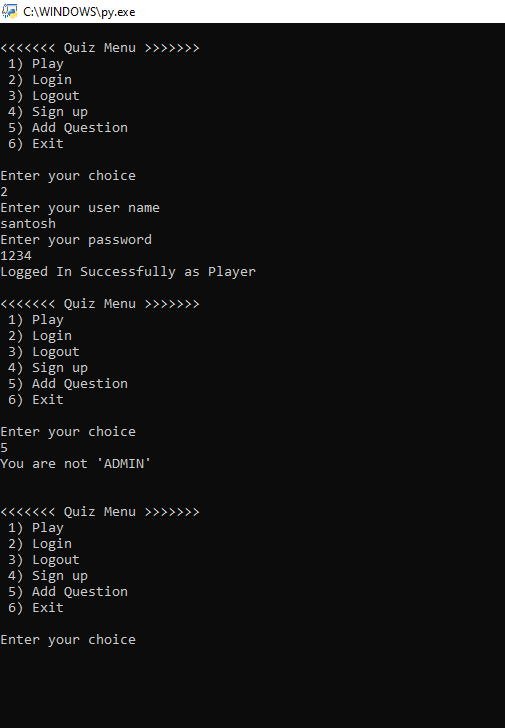 C:\WINDOWS\py.exe
<<<<<<< Quiz Menu >>>>>>>
1) Play
2) Login
3) Logout
4) Sign up
5) Add Question
6) Exit
Enter your choice
2
Enter your user name
santosh
Enter your password
1234
Logged In Successfully as Player
<<<<<<< Quiz Menu >>>>>>>
1) Play
2) Login
3) Logout
4) Sign up
5) Add Question
6) Exit
Enter your choice
5
You are not 'ADMIN'
<<<<<<< Quiz Menu >>>>>>>
1) Play
2) Login
3) Logout
4) Sign up
5) Add Question
6) Exit
Enter your choice